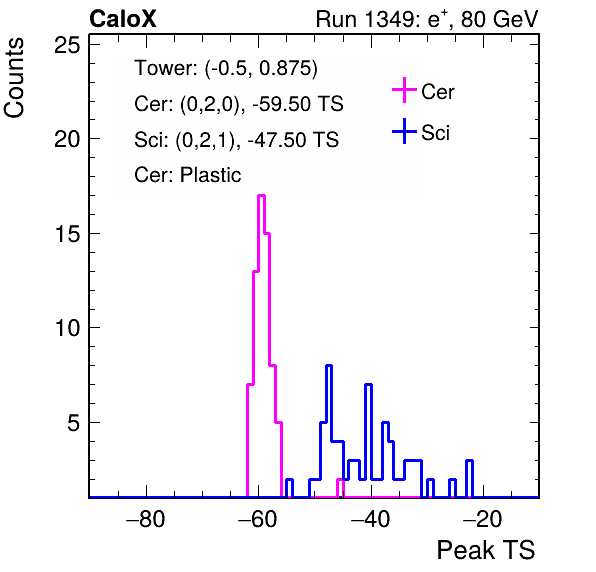 CaloX Run 1349: e⁺, 80 GeV
Counts
Tower: (-0.5, 0.875)
Cer: (0,2,0), -59.50 TS
Sci: (0,2,1), -47.50 TS
Cer: Plastic
Cer
Sci
25
20
15
10
5
−80 −60 −40 −20
Peak TS